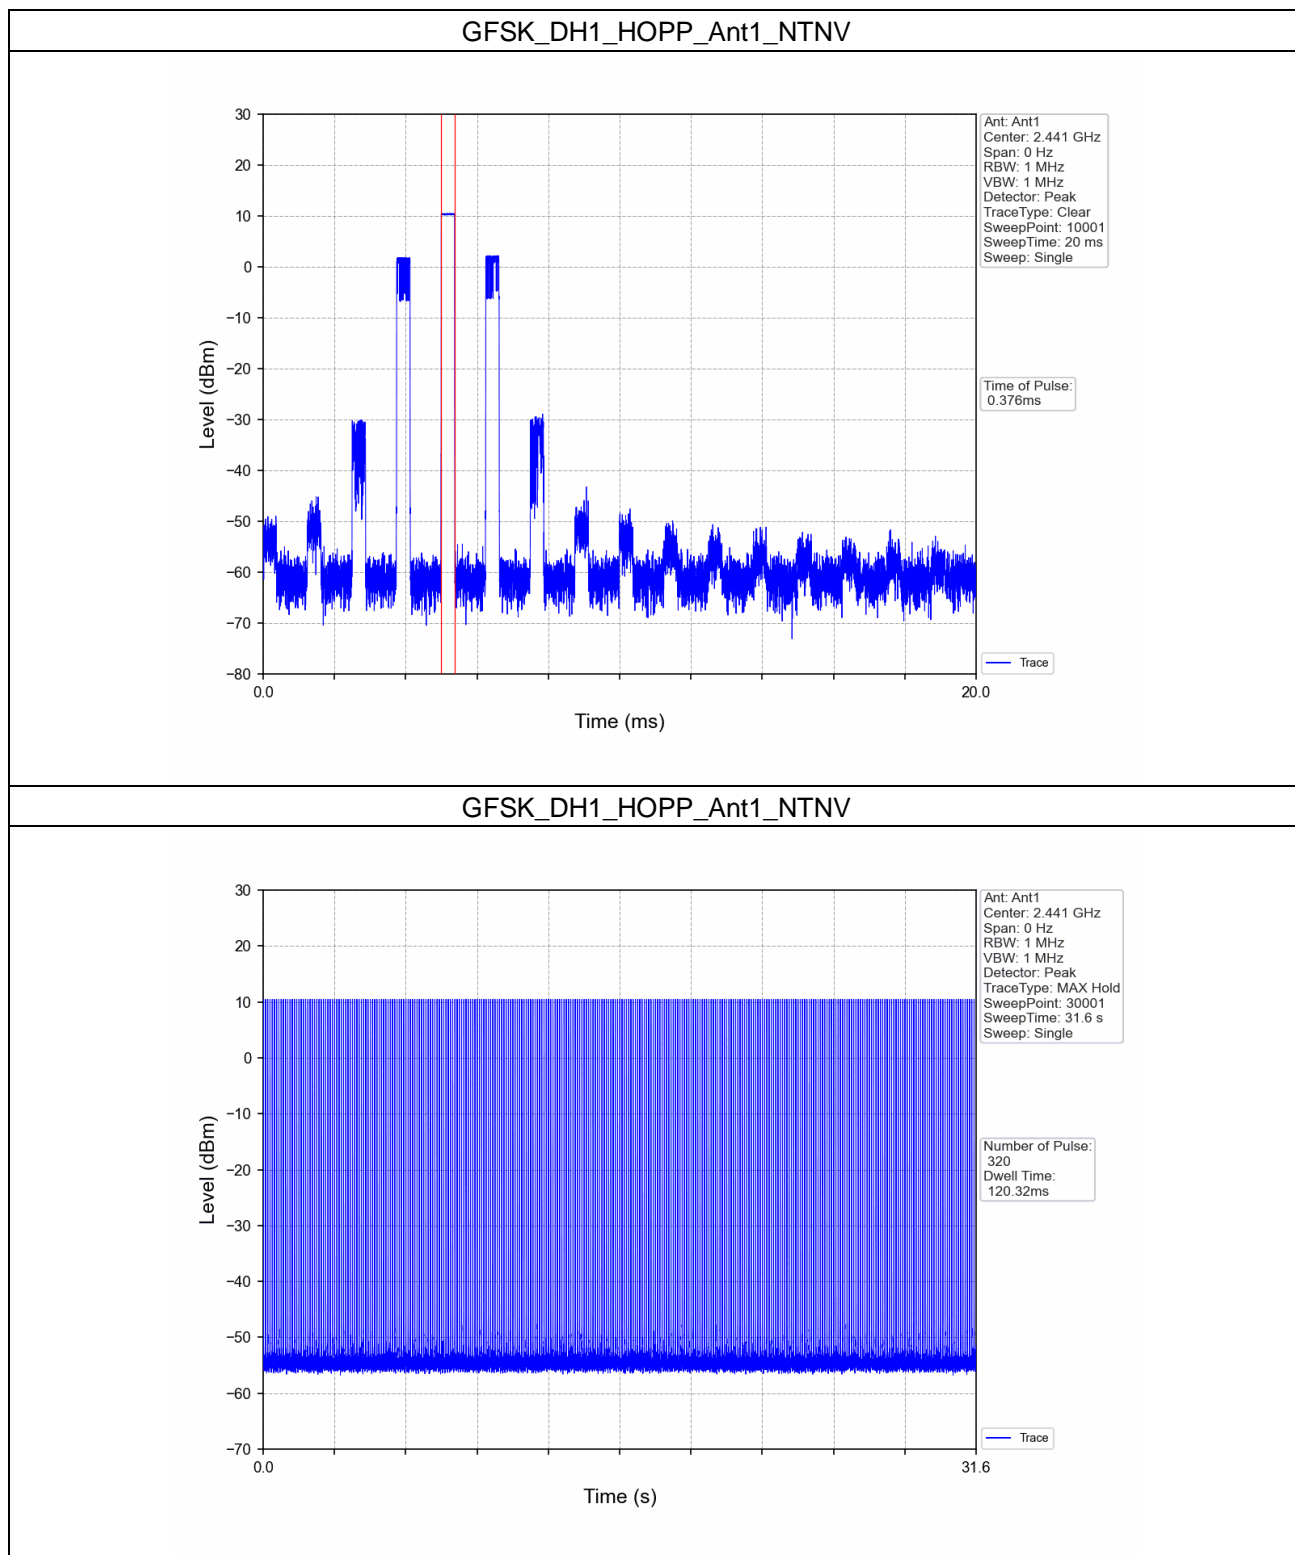 GFSK_DH1_HOPP_Ant1_NTNV
30
20
10
0
−10
−20
−30
−40
−50
−60
−70
−80
Level (dBm)
0.0
20.0
Time (ms)
Ant: Ant1
Center: 2.441 GHz
Span: 0 Hz
RBW: 1 MHz
VBW: 1 MHz
Detector: Peak
TraceType: Clear
SweepPoint: 10001
SweepTime: 20 ms
Sweep: Single
Time of Pulse:
0.376ms
Trace
GFSK_DH1_HOPP_Ant1_NTNV
30
20
10
0
−10
−20
−30
−40
−50
−60
−70
Level (dBm)
0.0
31.6
Time (s)
Ant: Ant1
Center: 2.441 GHz
Span: 0 Hz
RBW: 1 MHz
VBW: 1 MHz
Detector: Peak
TraceType: MAX Hold
SweepPoint: 30001
SweepTime: 31.6 s
Sweep: Single
Number of Pulse:
320
Dwell Time:
120.32ms
Trace